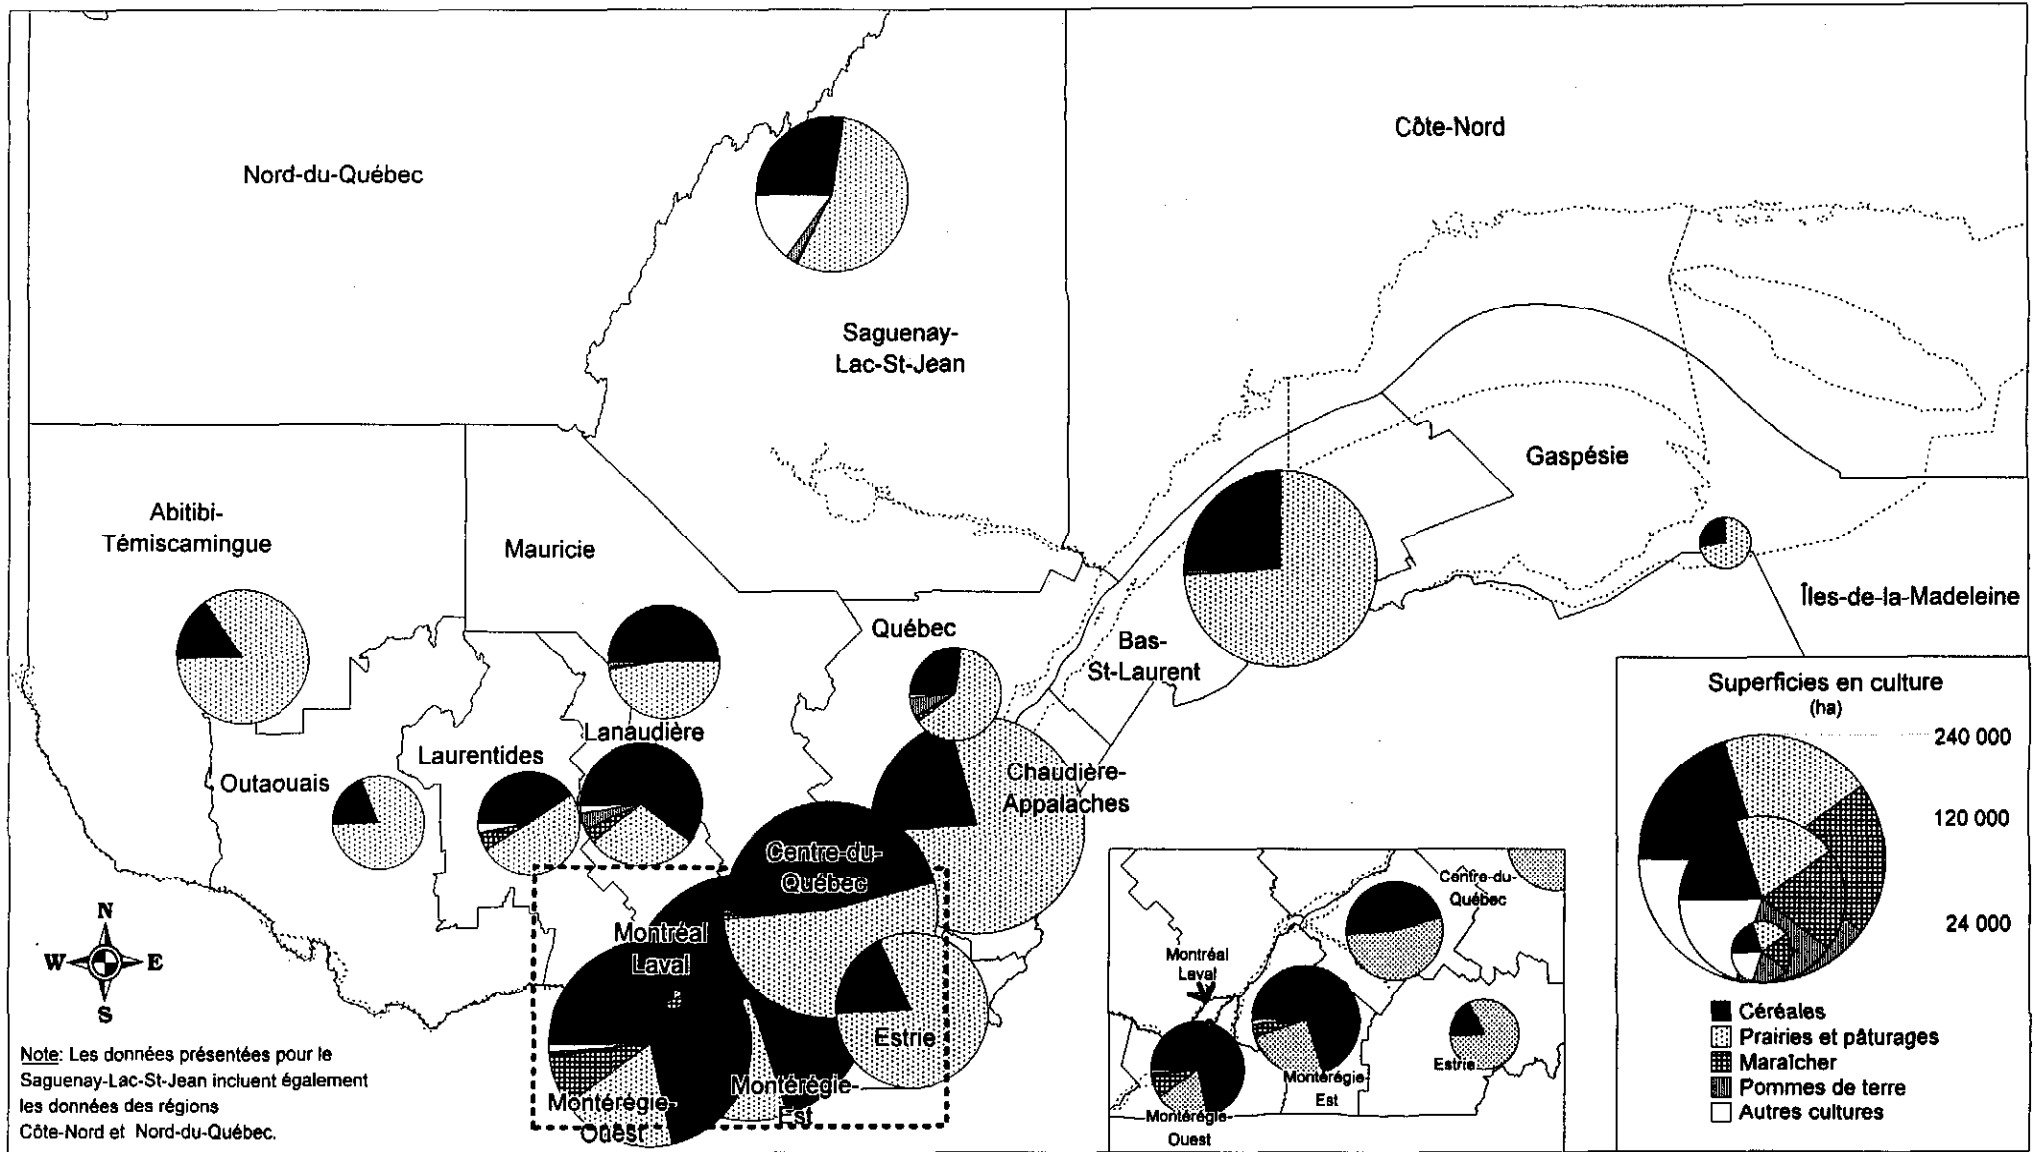 Nord-du-Québec
Côte-Nord
Saguenay-
Lac-St-Jean
Gaspésie
Abitibi-
Témiscamingue
Mauricie
Îles-de-la-Madeleine
Québec
Bas-
St-Laurent
Lanaudière
Laurentides
Outaouais
Chaudière-
Appalaches
Centre-du-
Québec
Montréal
Laval
Estrie
Montérégie-
Est
Montérégie-
Ouest
N
W E
S
Note: Les données présentées pour le
Saguenay-Lac-St-Jean incluent également
les données des régions
Côte-Nord et Nord-du-Québec.
Centre-du-
Québec
Montréal
Laval
Estrie
Montérégie-
Est
Montérégie-
Ouest
Superficies en culture
(ha)
240 000
120 000
24 000
Céréales
Prairies et pâturages
Maraîcher
Pommes de terre
Autres cultures